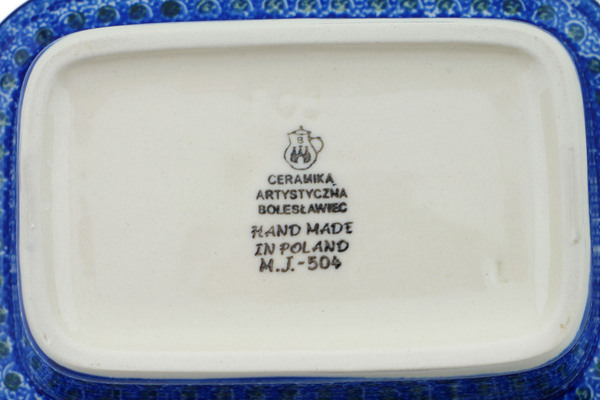 B
CERAMIKA
ARTYSTYCZNA
BOLESŁAWIEC
HAND MADE
IN POLAND
M.J.-504